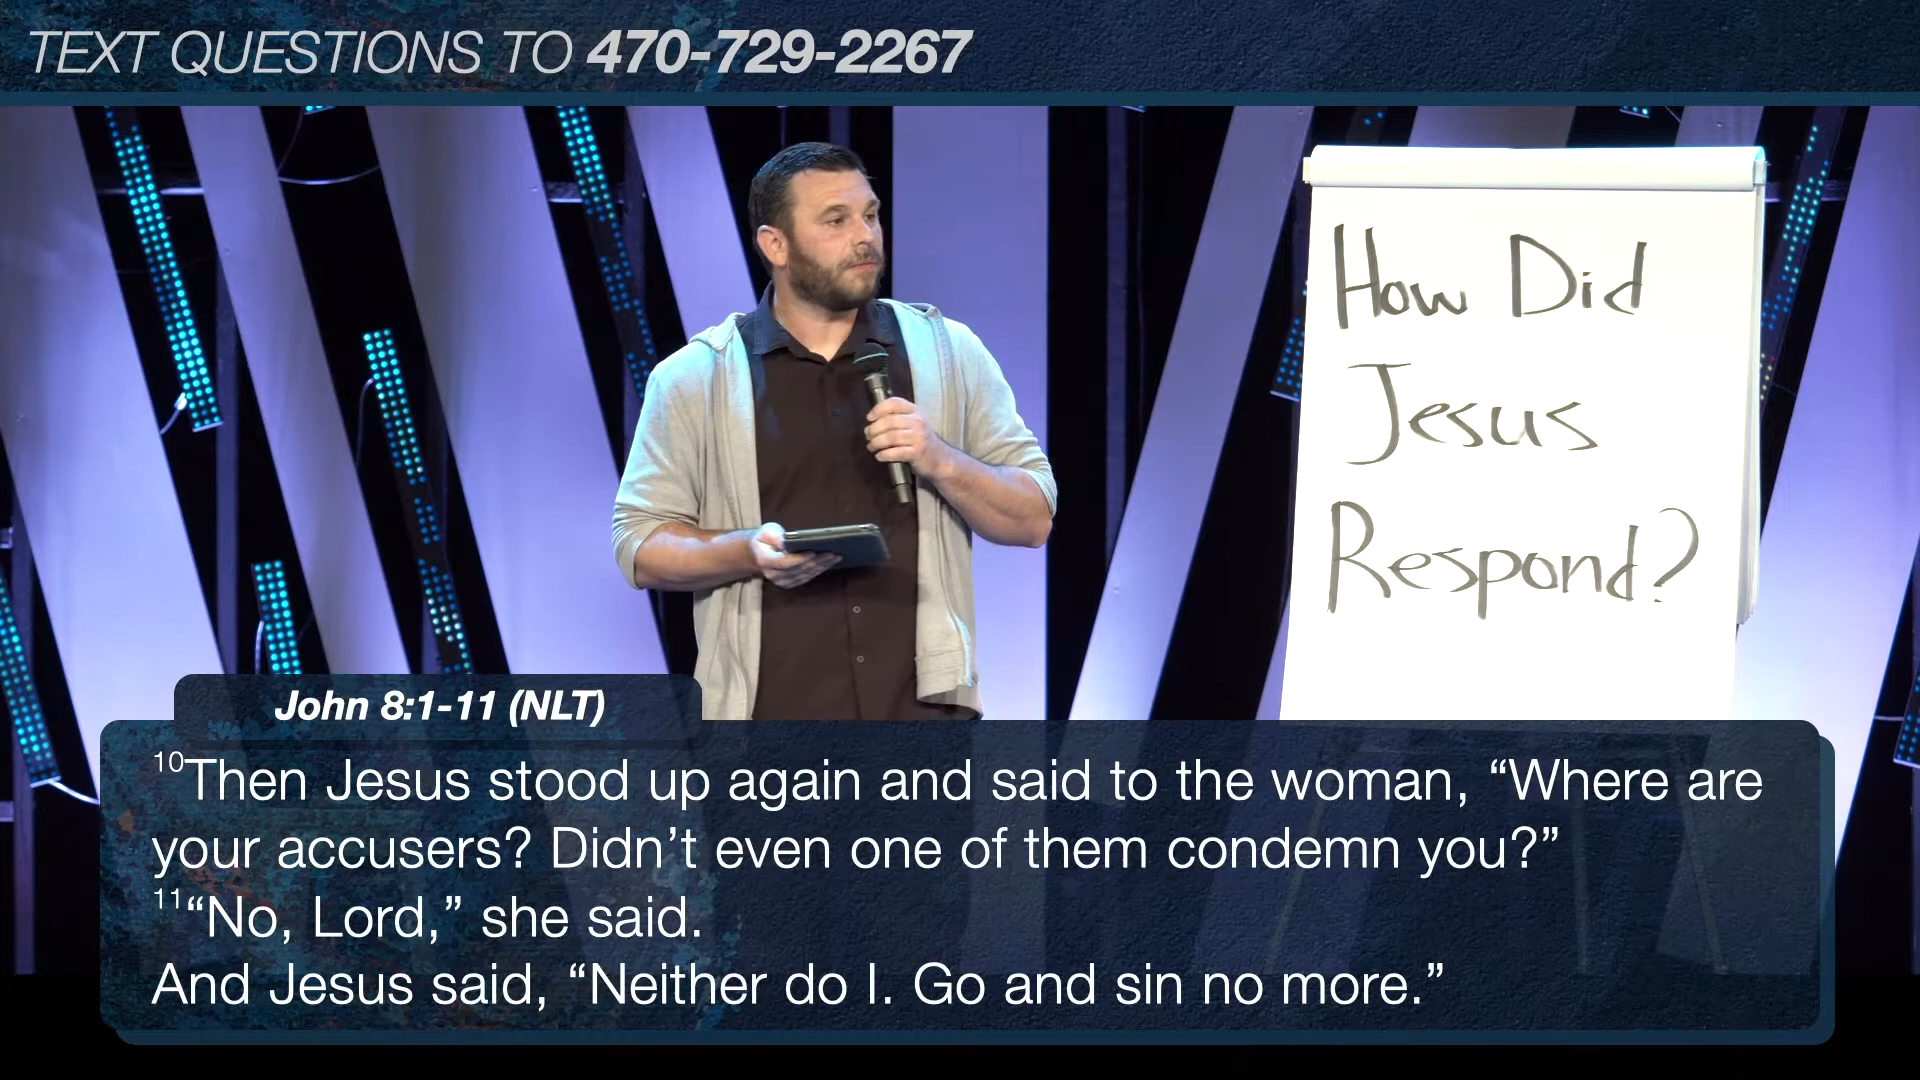 TEXT QUESTIONS TO 470-729-2267
How Did
Jesus
Respond?
John 8:1-11 (NLT)
¹⁰Then Jesus stood up again and said to the woman, “Where are
your accusers? Didn’t even one of them condemn you?”
¹¹“No, Lord,” she said.
And Jesus said, “Neither do I. Go and sin no more.”